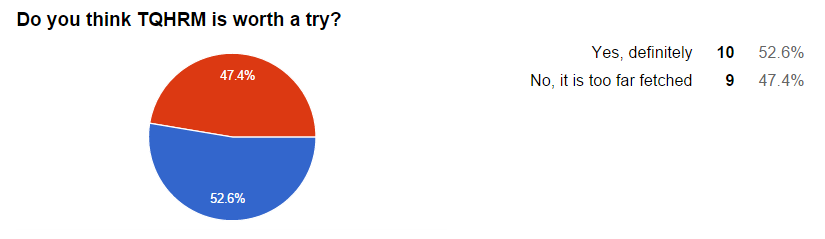 Do you think TQHRM is worth a try?
47.4%
52.6%
Yes, definitely 10 52.6%
No, it is too far fetched 9 47.4%